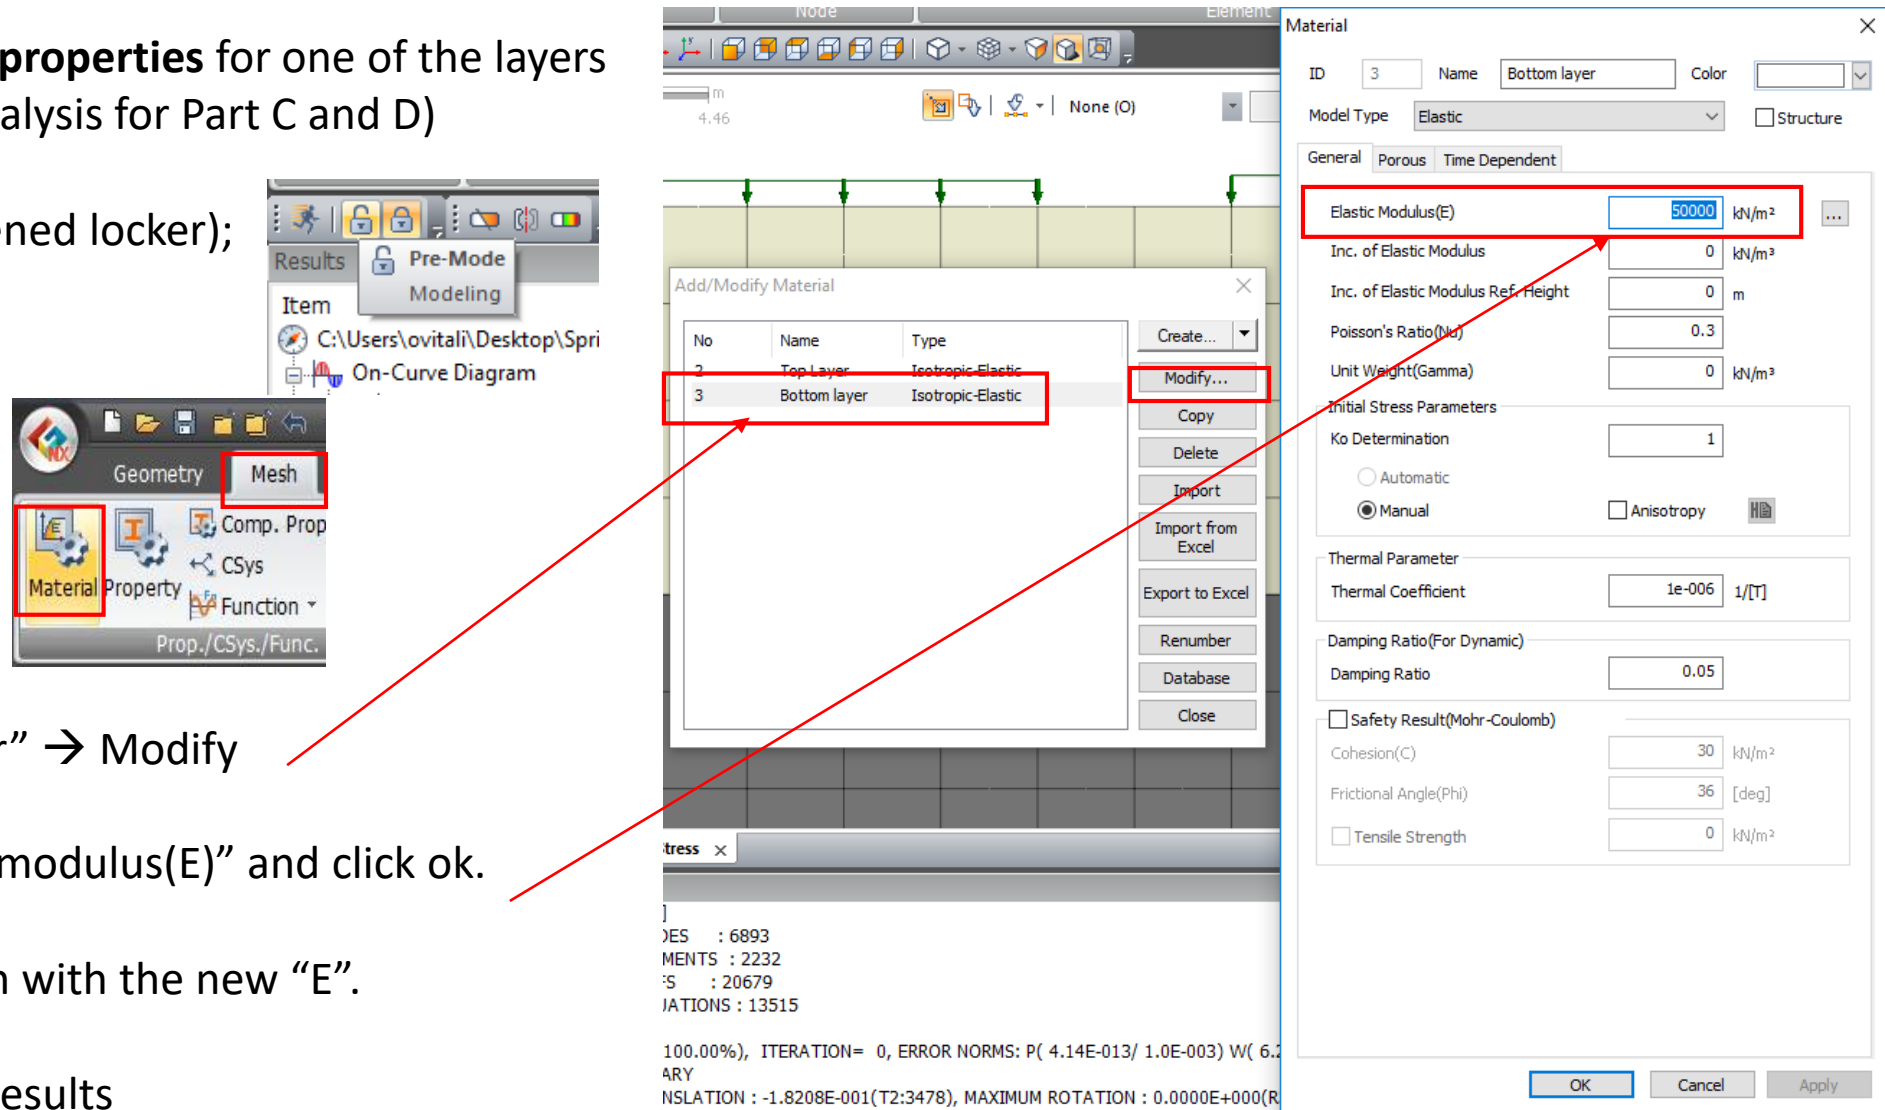 properties for one of the layers
alysis for Part C and D)
ned locker);
Pre-Mode
Modeling
Results
Item
C:\Users\ovitali\Desktop\Spri
On-Curve Diagram
NX
Geometry
Mesh
Material
Property
Comp. Prop
CSys
Function
Prop./CSys./Func.
r” → Modify
modulus(E)” and click ok.
n with the new “E”.
esults
Node
Element
m
4.46
None (O)
Add/Modify Material
No Name Type
2 Top Layer Isotropic-Elastic
3 Bottom layer Isotropic-Elastic
Create...
Modify...
Copy
Delete
Import
Import from
Excel
Export to Excel
Renumber
Database
Close
tress
]
DES : 6893
MENTS : 2232
FS : 20679
JATIONS : 13515
100.00%), ITERATION= 0, ERROR NORMS: P( 4.14E-013/ 1.0E-003) W( 6.2
ARY
NSLATION : -1.8208E-001(T2:3478), MAXIMUM ROTATION : 0.0000E+000(R
Material
ID 3 Name Bottom layer Color
Model Type Elastic Structure
General Porous Time Dependent
Elastic Modulus(E) 50000 kN/m² ...
Inc. of Elastic Modulus 0 kN/m³
Inc. of Elastic Modulus Ref. Height 0 m
Poisson's Ratio(Nu) 0.3
Unit Weight(Gamma) 0 kN/m³
Initial Stress Parameters
Ko Determination 1
Automatic
Manual Anisotropy
Thermal Parameter
Thermal Coefficient 1e-006 1/[T]
Damping Ratio(For Dynamic)
Damping Ratio 0.05
Safety Result(Mohr-Coulomb)
Cohesion(C) 30 kN/m²
Frictional Angle(Phi) 36 [deg]
Tensile Strength 0 kN/m²
OK Cancel Apply